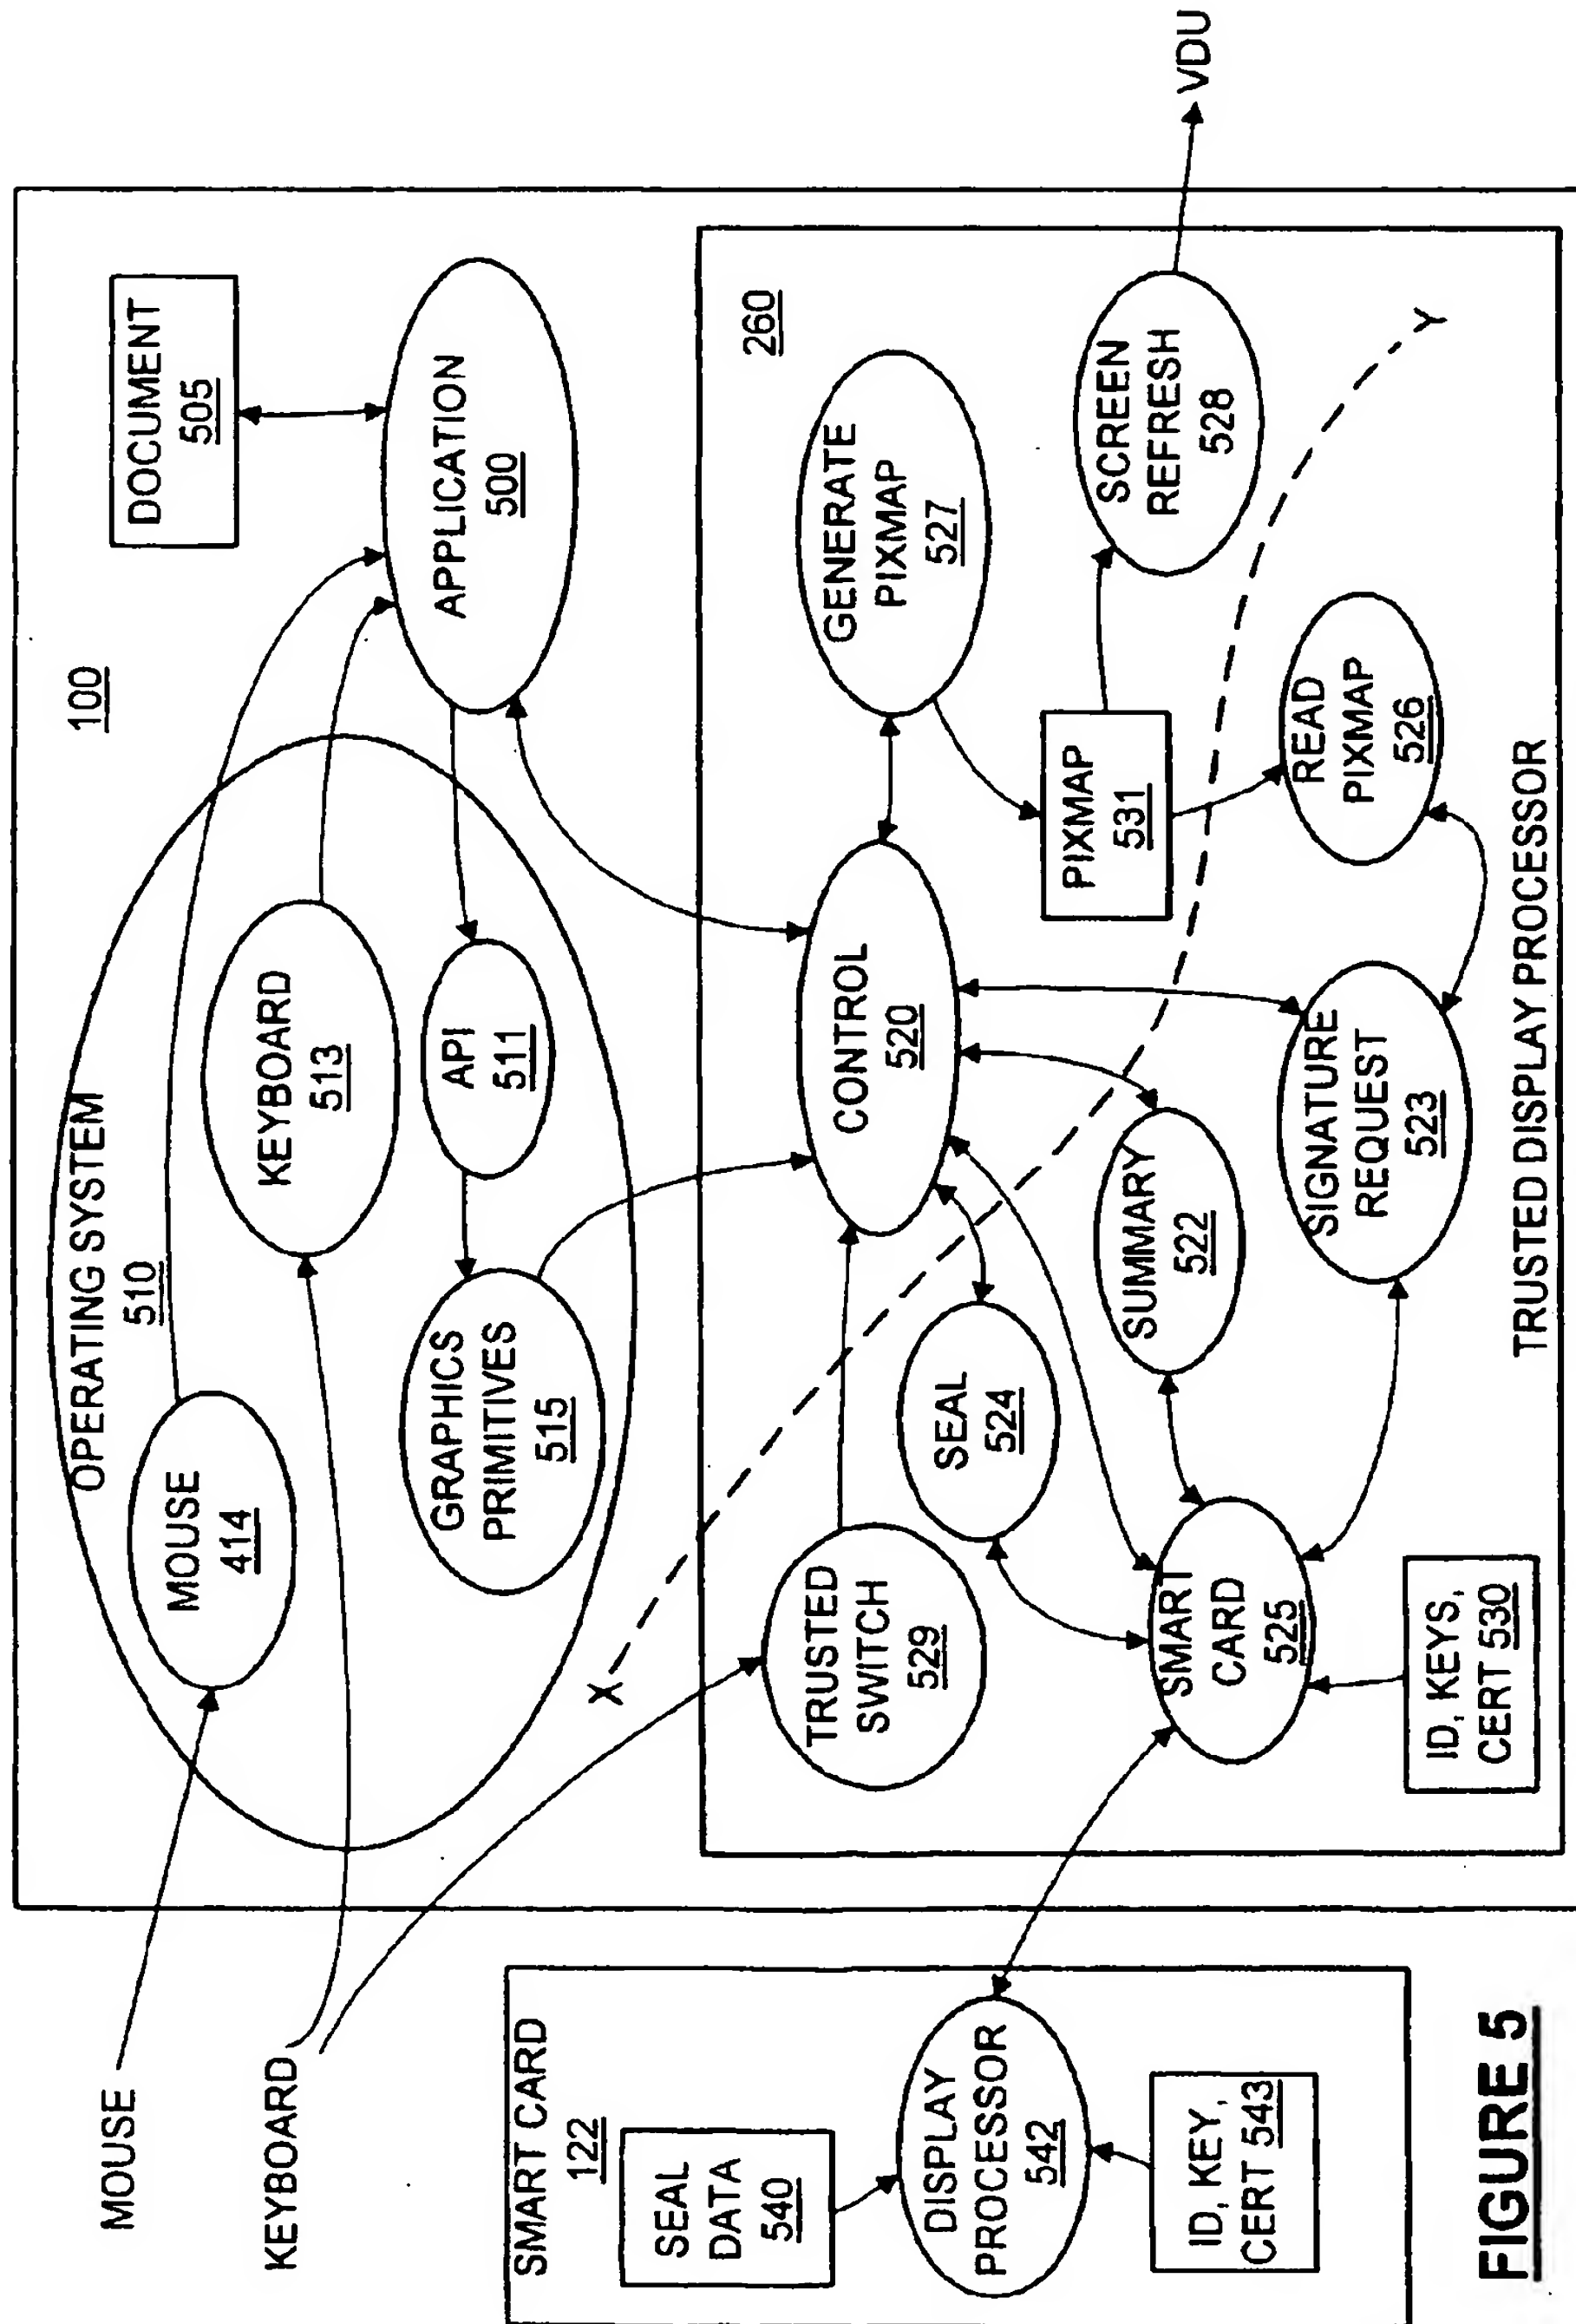 100
MOUSE
KEYBOARD
OPERATING SYSTEM
510
MOUSE
414
KEYBOARD
513
GRAPHICS
PRIMITIVES
515
API
511
APPLICATION
500
DOCUMENT
505
X
260
TRUSTED
SWITCH
529
CONTROL
520
GENERATE
PIXMAP
527
SEAL
524
SUMMARY
522
PIXMAP
531
SCREEN
REFRESH
528
VDU
SMART
CARD
525
SIGNATURE
REQUEST
523
READ
PIXMAP
526
Y
ID, KEYS,
CERT 530
TRUSTED DISPLAY PROCESSOR
SMART CARD
122
SEAL
DATA
540
DISPLAY
PROCESSOR
542
ID, KEY,
CERT 543
FIGURE 5